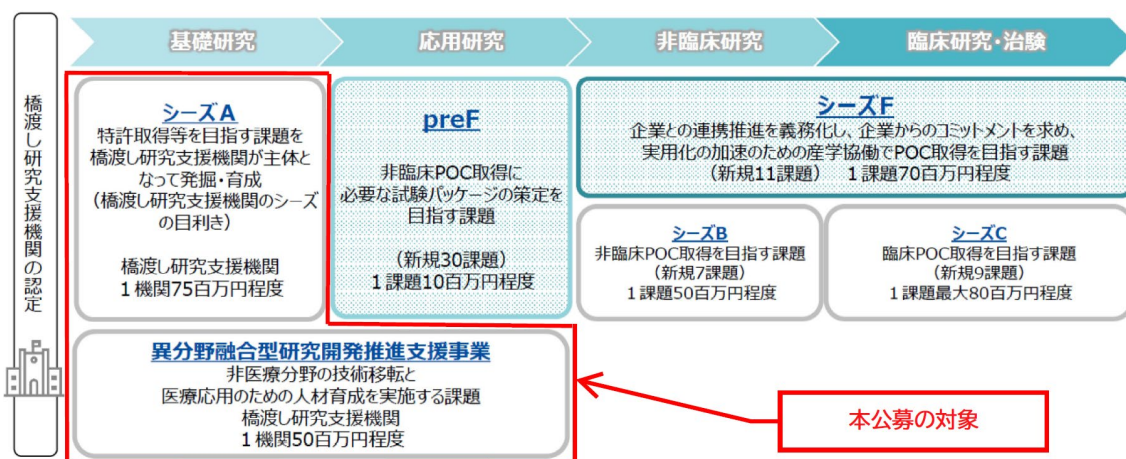 橋渡し研究支援機関の認定
基礎研究
応用研究
非臨床研究
臨床研究・治験
シーズA
特許取得等を目指す課題を
橋渡し研究支援機関が主体と
なって発掘・育成
(橋渡し研究支援機関のシーズ
の目利き)
橋渡し研究支援機関
1機関75百万円程度
preF
非臨床POC取得に
必要な試験パッケージの策定を
目指す課題
(新規30課題)
1課題10百万円程度
シーズF
企業との連携推進を義務化し、企業からのコミットメントを求め、
実用化の加速のための産学協働でPOC取得を目指す課題
(新規11課題) 1課題70百万円程度
シーズB
非臨床POC取得を目指す課題
(新規7課題)
1課題50百万円程度
シーズC
臨床POC取得を目指す課題
(新規9課題)
1課題最大80百万円程度
異分野融合型研究開発推進支援事業
非医療分野の技術移転と
医療応用のための人材育成を実施する課題
橋渡し研究支援機関
1機関50百万円程度
本公募の対象